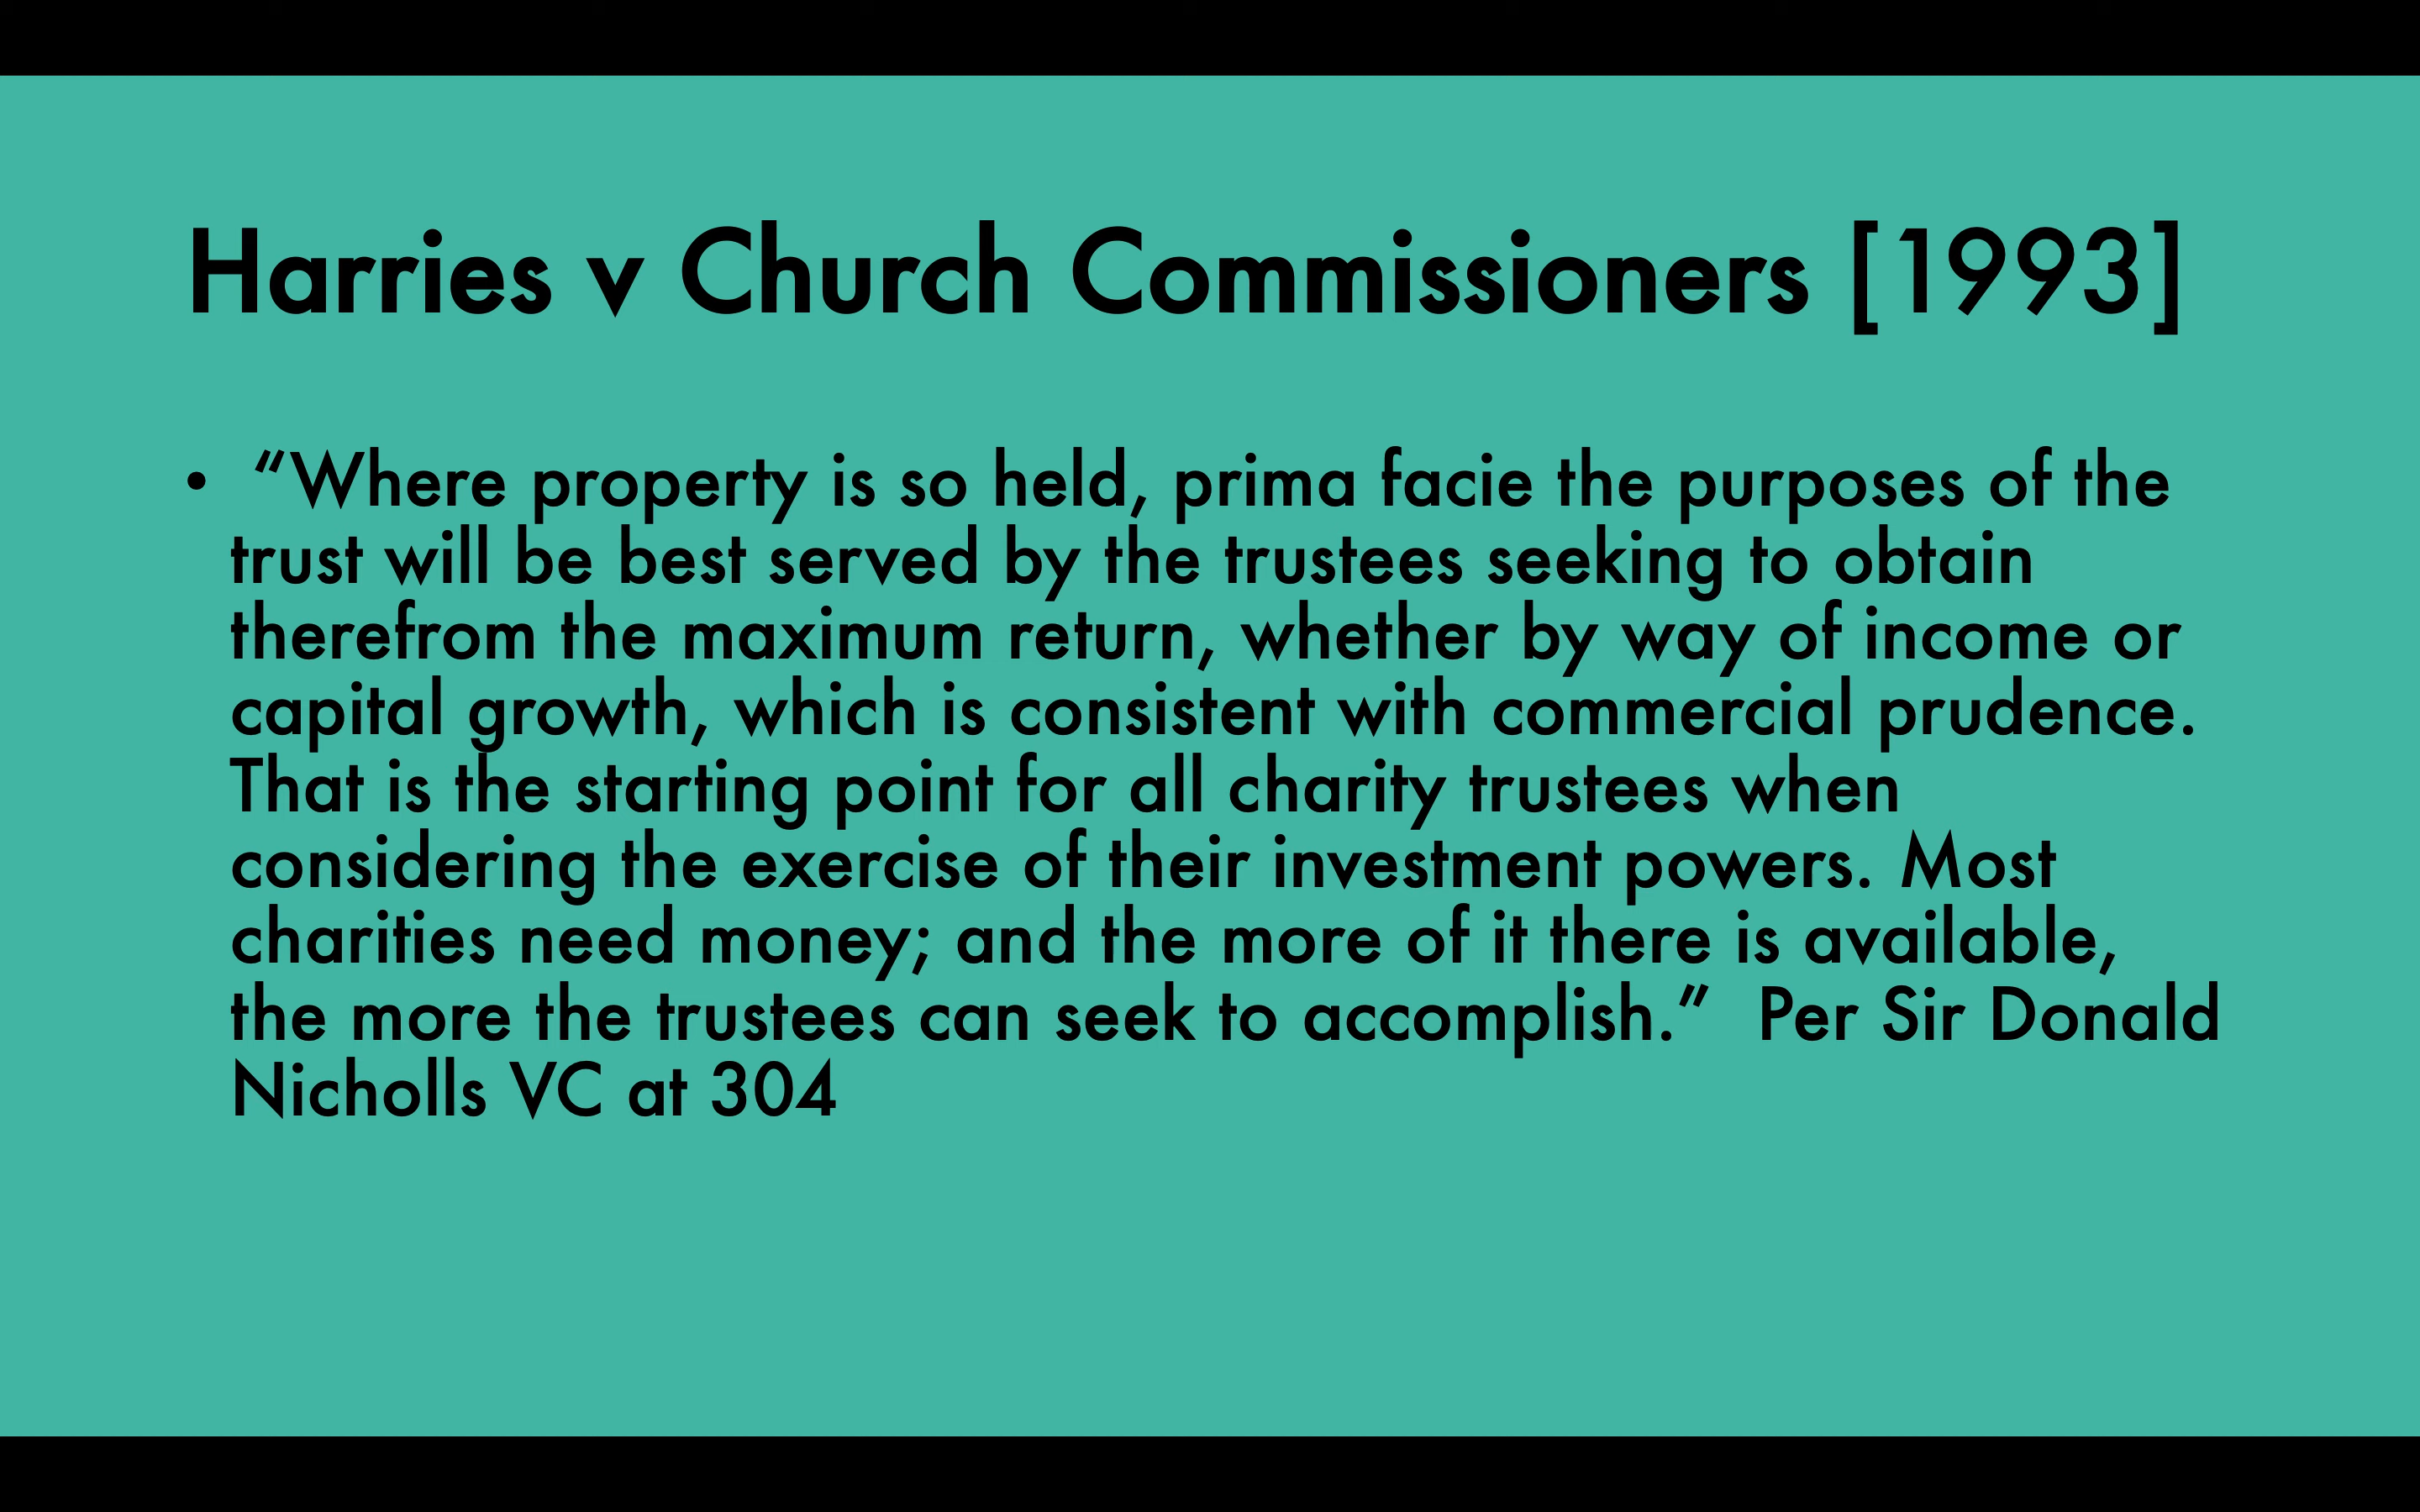 Harries v Church Commissioners [1993]
• “Where property is so held, prima facie the purposes of the
trust will be best served by the trustees seeking to obtain
therefrom the maximum return, whether by way of income or
capital growth, which is consistent with commercial prudence.
That is the starting point for all charity trustees when
considering the exercise of their investment powers. Most
charities need money; and the more of it there is available,
the more the trustees can seek to accomplish.” Per Sir Donald
Nicholls VC at 304